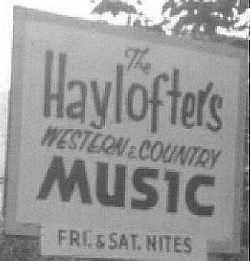 The
Haylofters
WESTERN & COUNTRY
MUSIC
FRI. & SAT. NITES